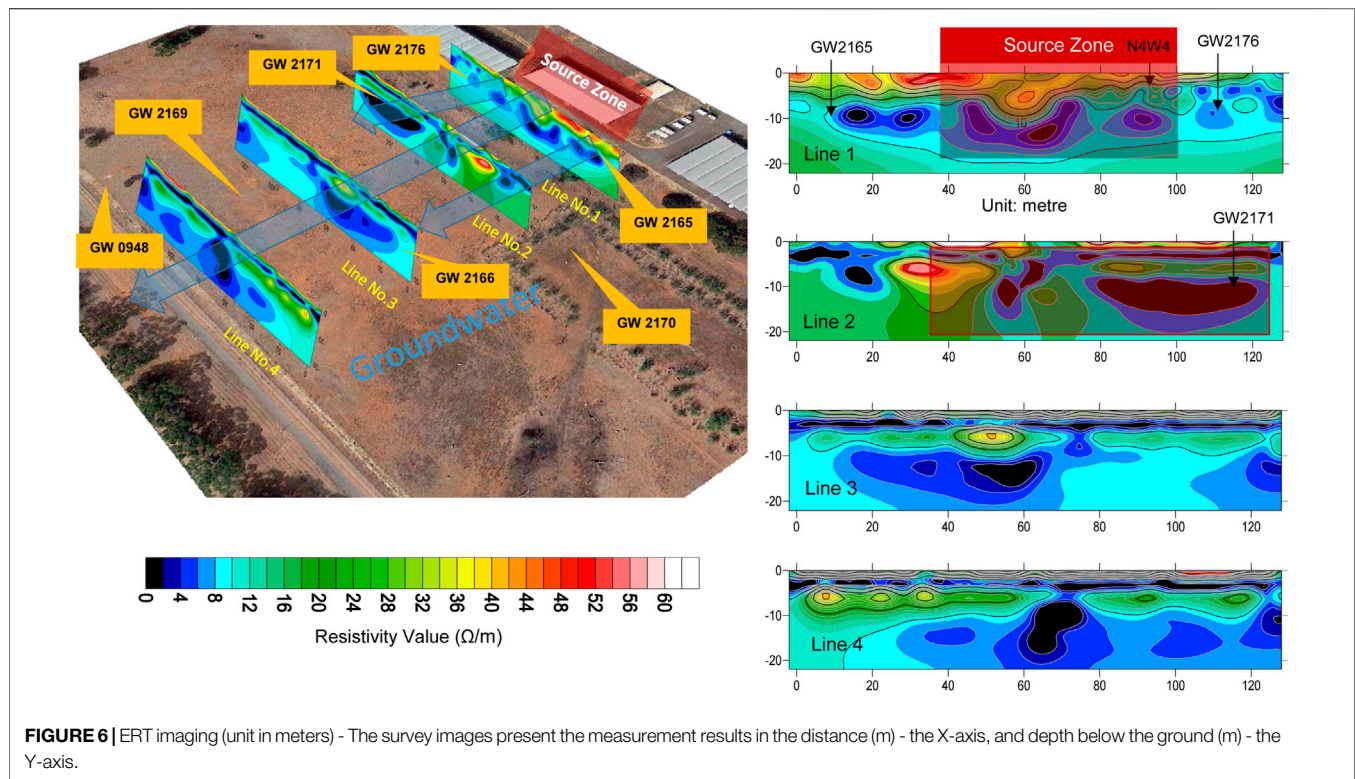 GW 2176
GW 2171
GW 2169
GW 0948
Source Zone
Line No.1
Line No.2
Line No.3
Line No.4
GW 2165
GW 2166
GW 2170
Groundwater
0 4 8 12 16 20 24 28 32 36 40 44 48 52 56 60
Resistivity Value (Ω/m)
GW2165
Source Zone
N4W4
GW2176
0
-10
-20
Line 1
0 20 40 60 80 100 120
Unit: metre
GW2171
0
-10
-20
Line 2
0 20 40 60 80 100 120
0
-10
-20
Line 3
0 20 40 60 80 100 120
0
-10
-20
Line 4
0 20 40 60 80 100 120
FIGURE 6 | ERT imaging (unit in meters) - The survey images present the measurement results in the distance (m) - the X-axis, and depth below the ground (m) - the
Y-axis.